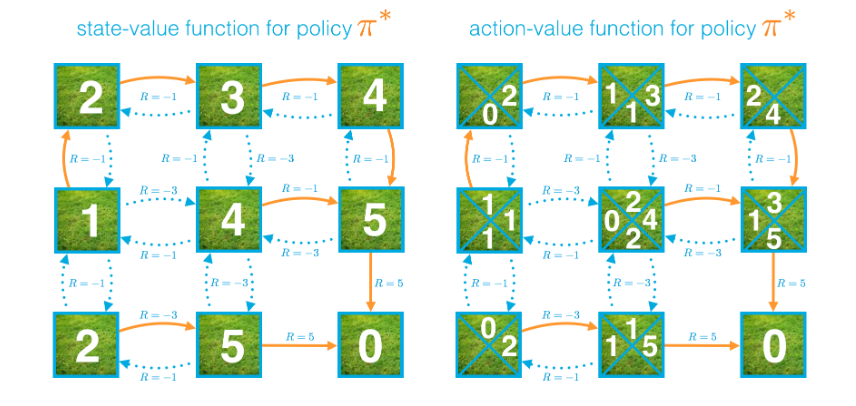 state-value function for policy π*
action-value function for policy π*
2 R = −1 3 R = −1 4
R = −1
R = −1
2 0 R = −1 1 3 1 R = −1 2 4
R = −1
R = −1
R = −1 R = −1 R = −3 R = −1
R = −1 R = −1 R = −3 R = −1
1 R = −3 4 R = −1 5
R = −1
R = −3
1 1 1 R = −3 2 0 4 2 R = −1 3 1 5
R = −1
R = −3
R = −1 R = −3 R = 5
R = −1 R = −3 R = 5
2 R = −3 5 R = 5 0
R = −1
0 2 R = −3 1 1 5 R = 5 0
R = −1